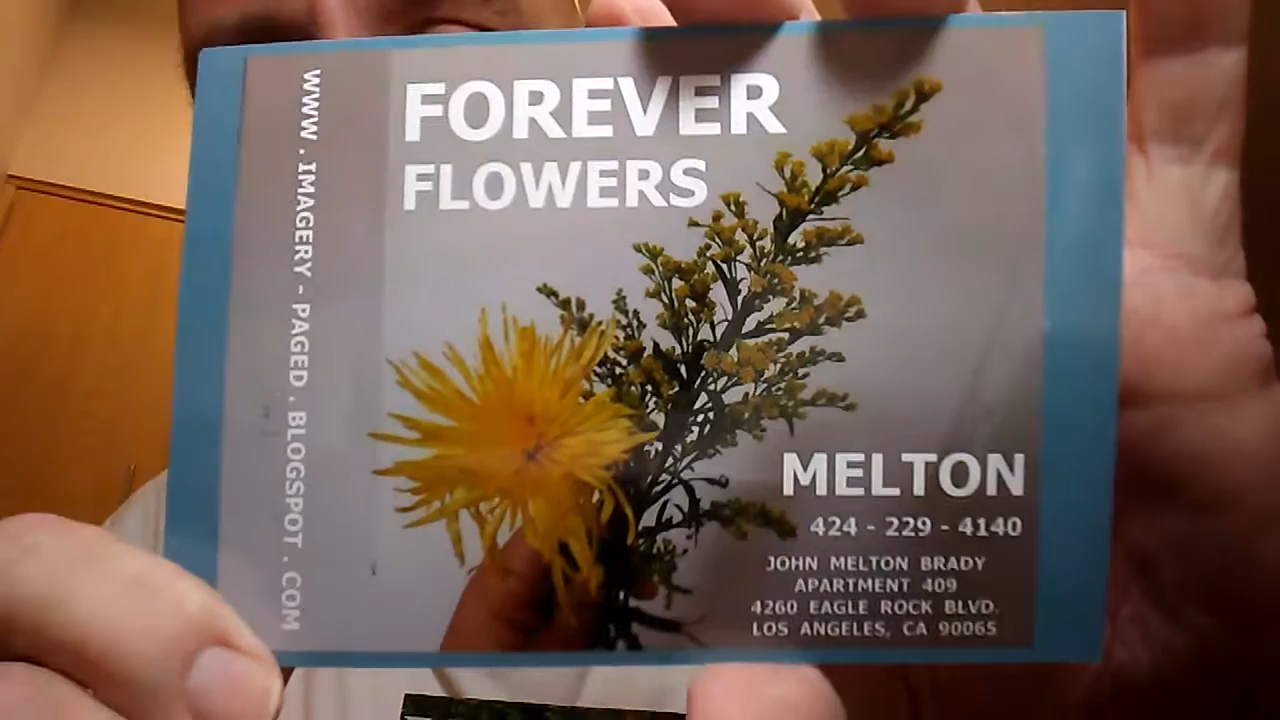 FOREVER
FLOWERS
WWW . IMAGERY - PAGED . BLOGSPOT . COM
MELTON
424 - 229 - 4140
JOHN MELTON BRADY
APARTMENT 409
4260 EAGLE ROCK BLVD.
LOS ANGELES, CA 90065